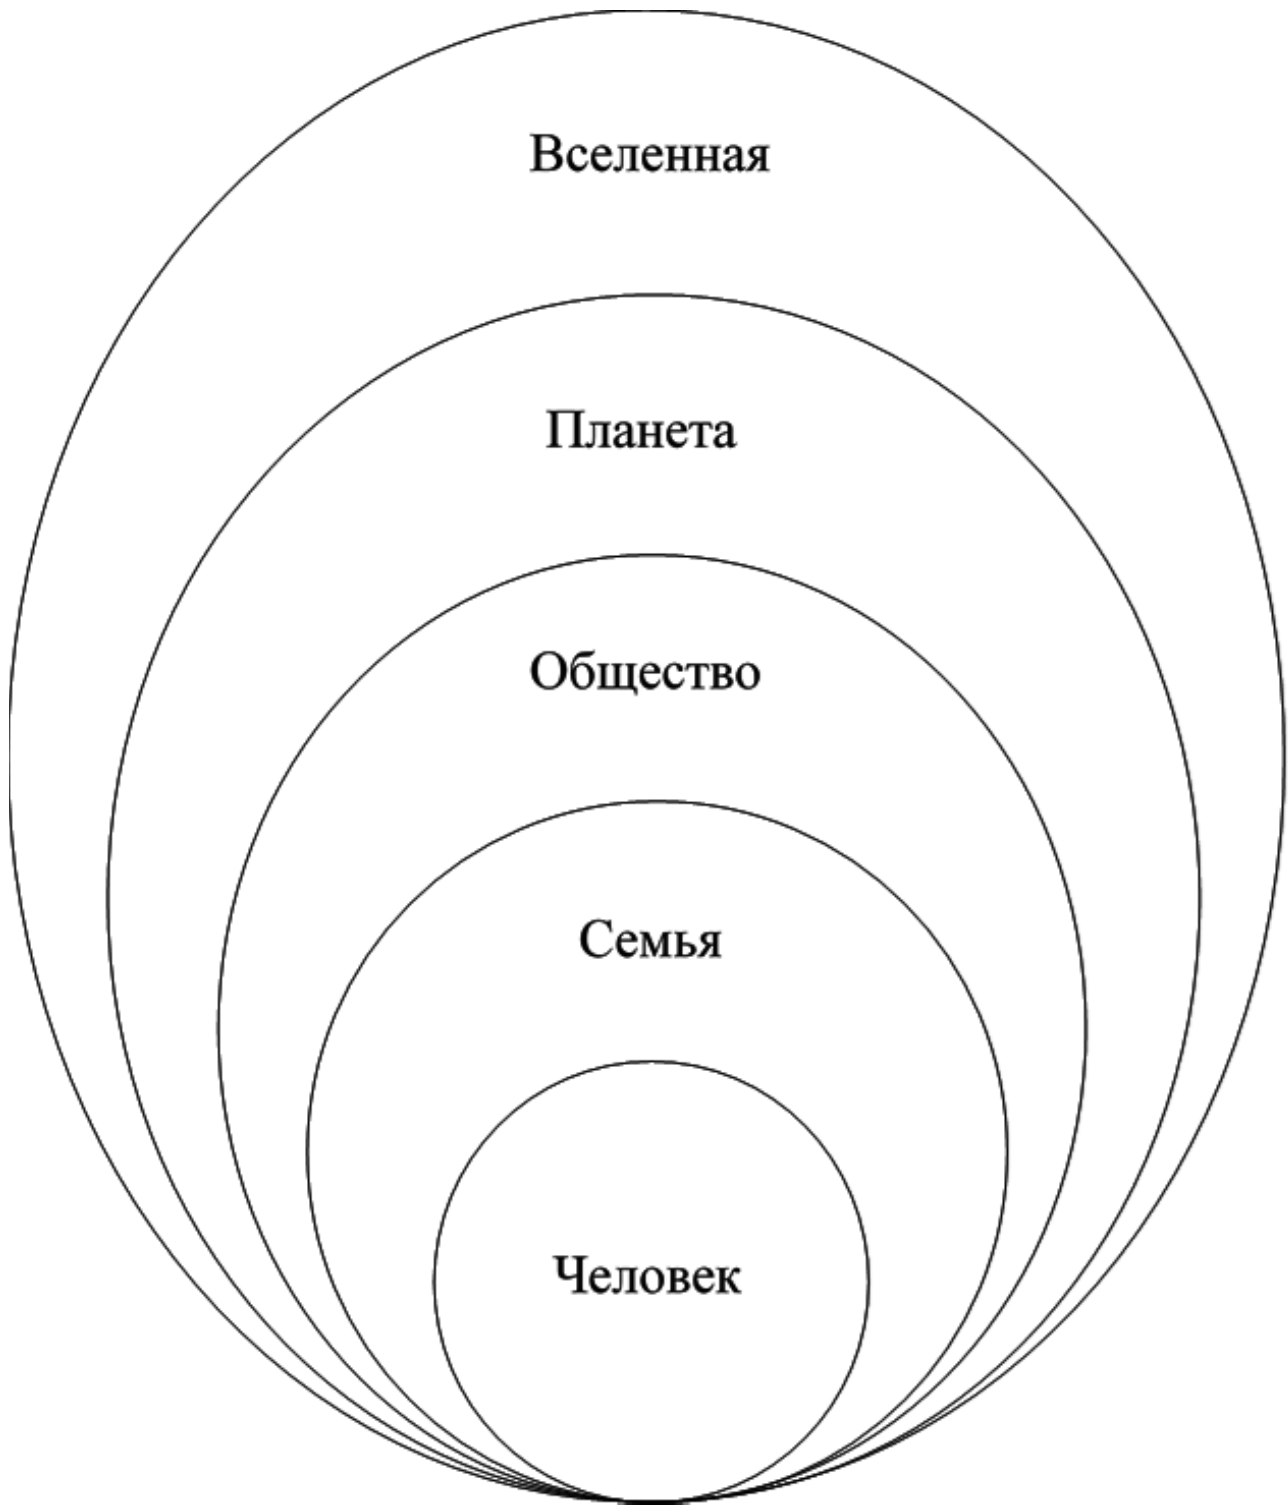 Вселенная
Планета
Общество
Семья
Человек